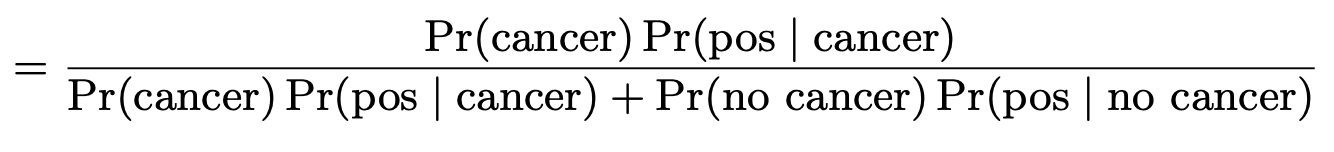 = Pr(cancer) Pr(pos | cancer)
Pr(cancer) Pr(pos | cancer) + Pr(no cancer) Pr(pos | no cancer)